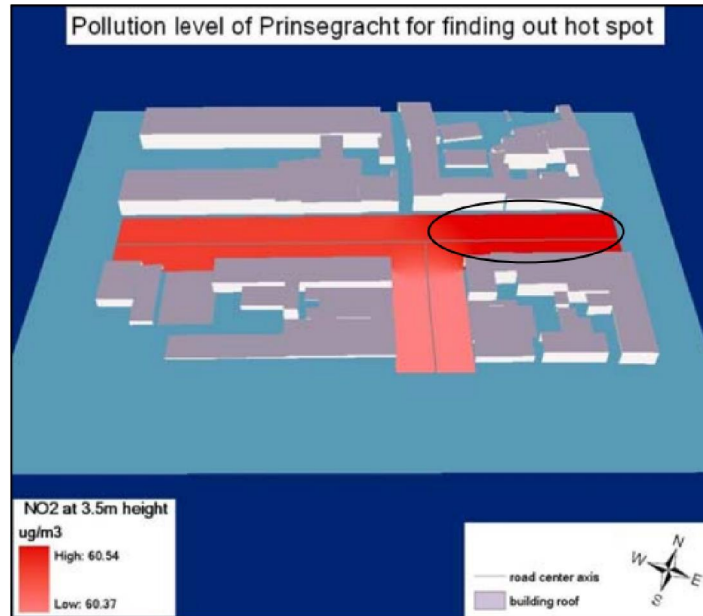 Pollution level of Prinsegracht for finding out hot spot
NO2 at 3.5m height
ug/m3
High: 60.54
Low: 60.37
road center axis
building roof
N
W
E
S